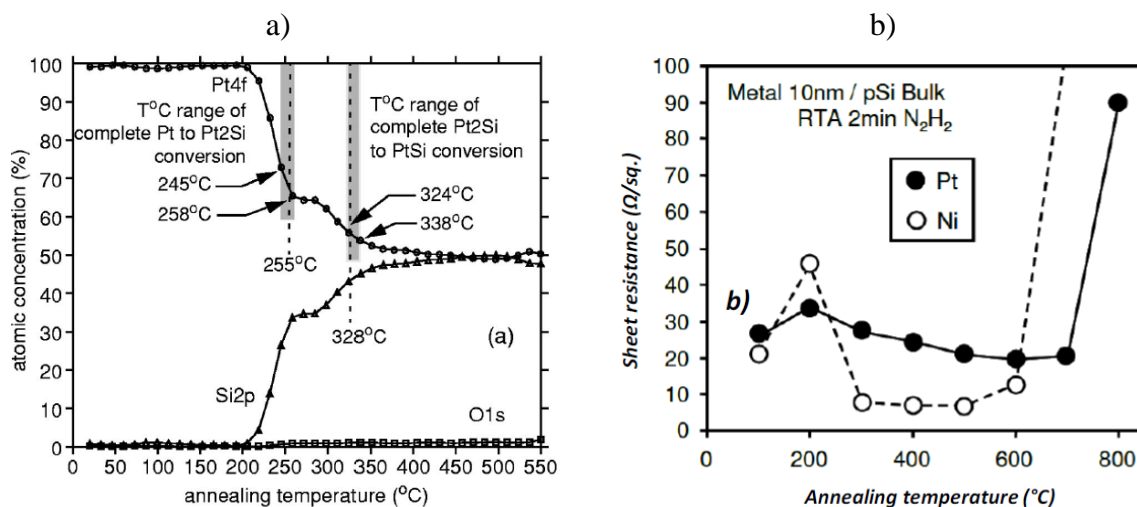 a)
100
90
80
70
60
50
40
30
20
10
0
atomic concentration (%)
Pt4f
T°C range of
complete Pt to Pt2Si
conversion
245°C
258°C
T°C range of
complete Pt2Si
to PtSi conversion
324°C
338°C
255°C
328°C
(a)
Si2p
O1s
0 50 100 150 200 250 300 350 400 450 500 550
annealing temperature (°C)
b)
100
90
80
70
60
50
40
30
20
10
0
Sheet resistance (Ω/sq.)
Metal 10nm / pSi Bulk
RTA 2min N₂H₂
Pt
Ni
b)
0 200 400 600 800
Annealing temperature (°C)